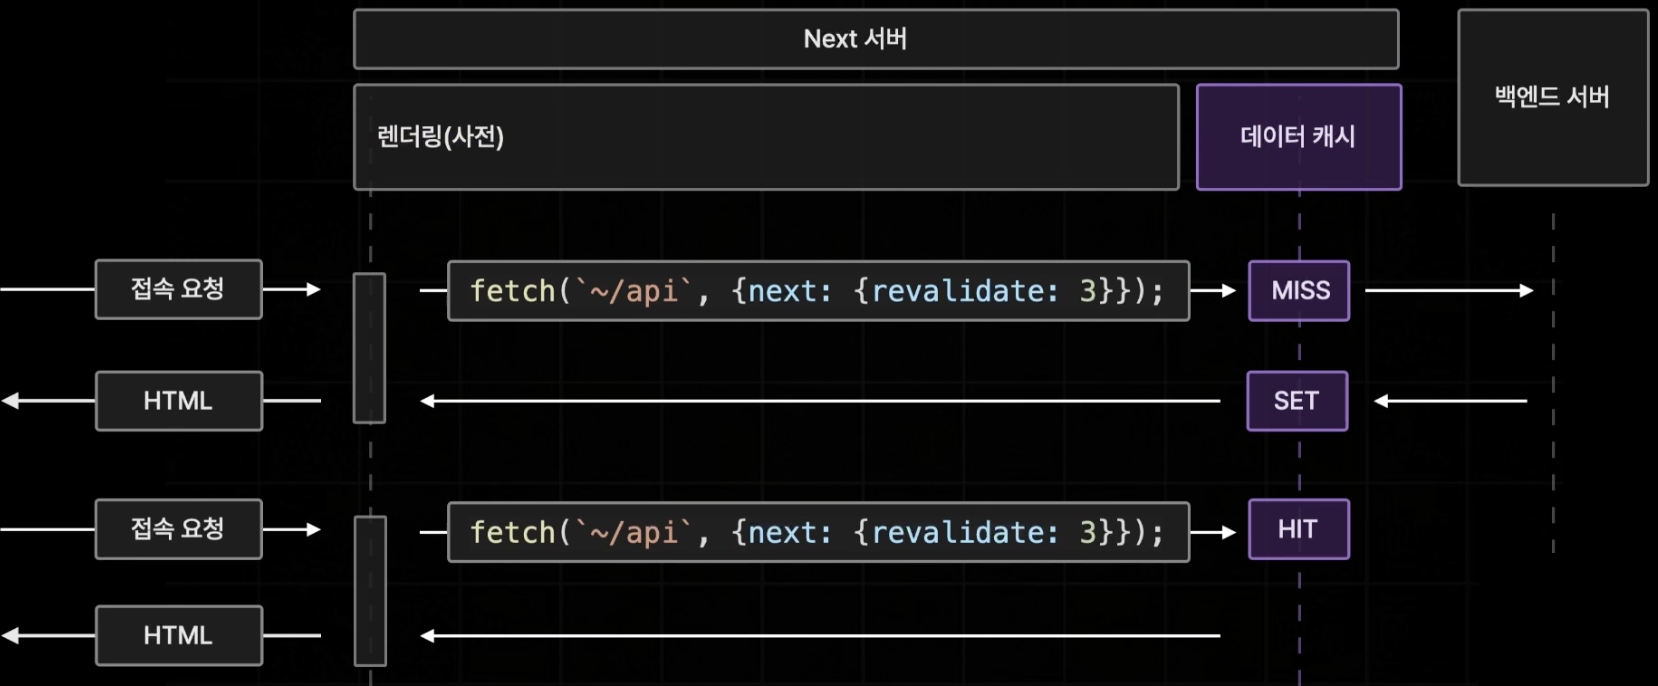 Next 서버
백엔드 서버
렌더링(사전)
데이터 캐시
접속 요청
fetch(`~/api`, {next: {revalidate: 3}});
MISS
HTML
SET
접속 요청
fetch(`~/api`, {next: {revalidate: 3}});
HIT
HTML